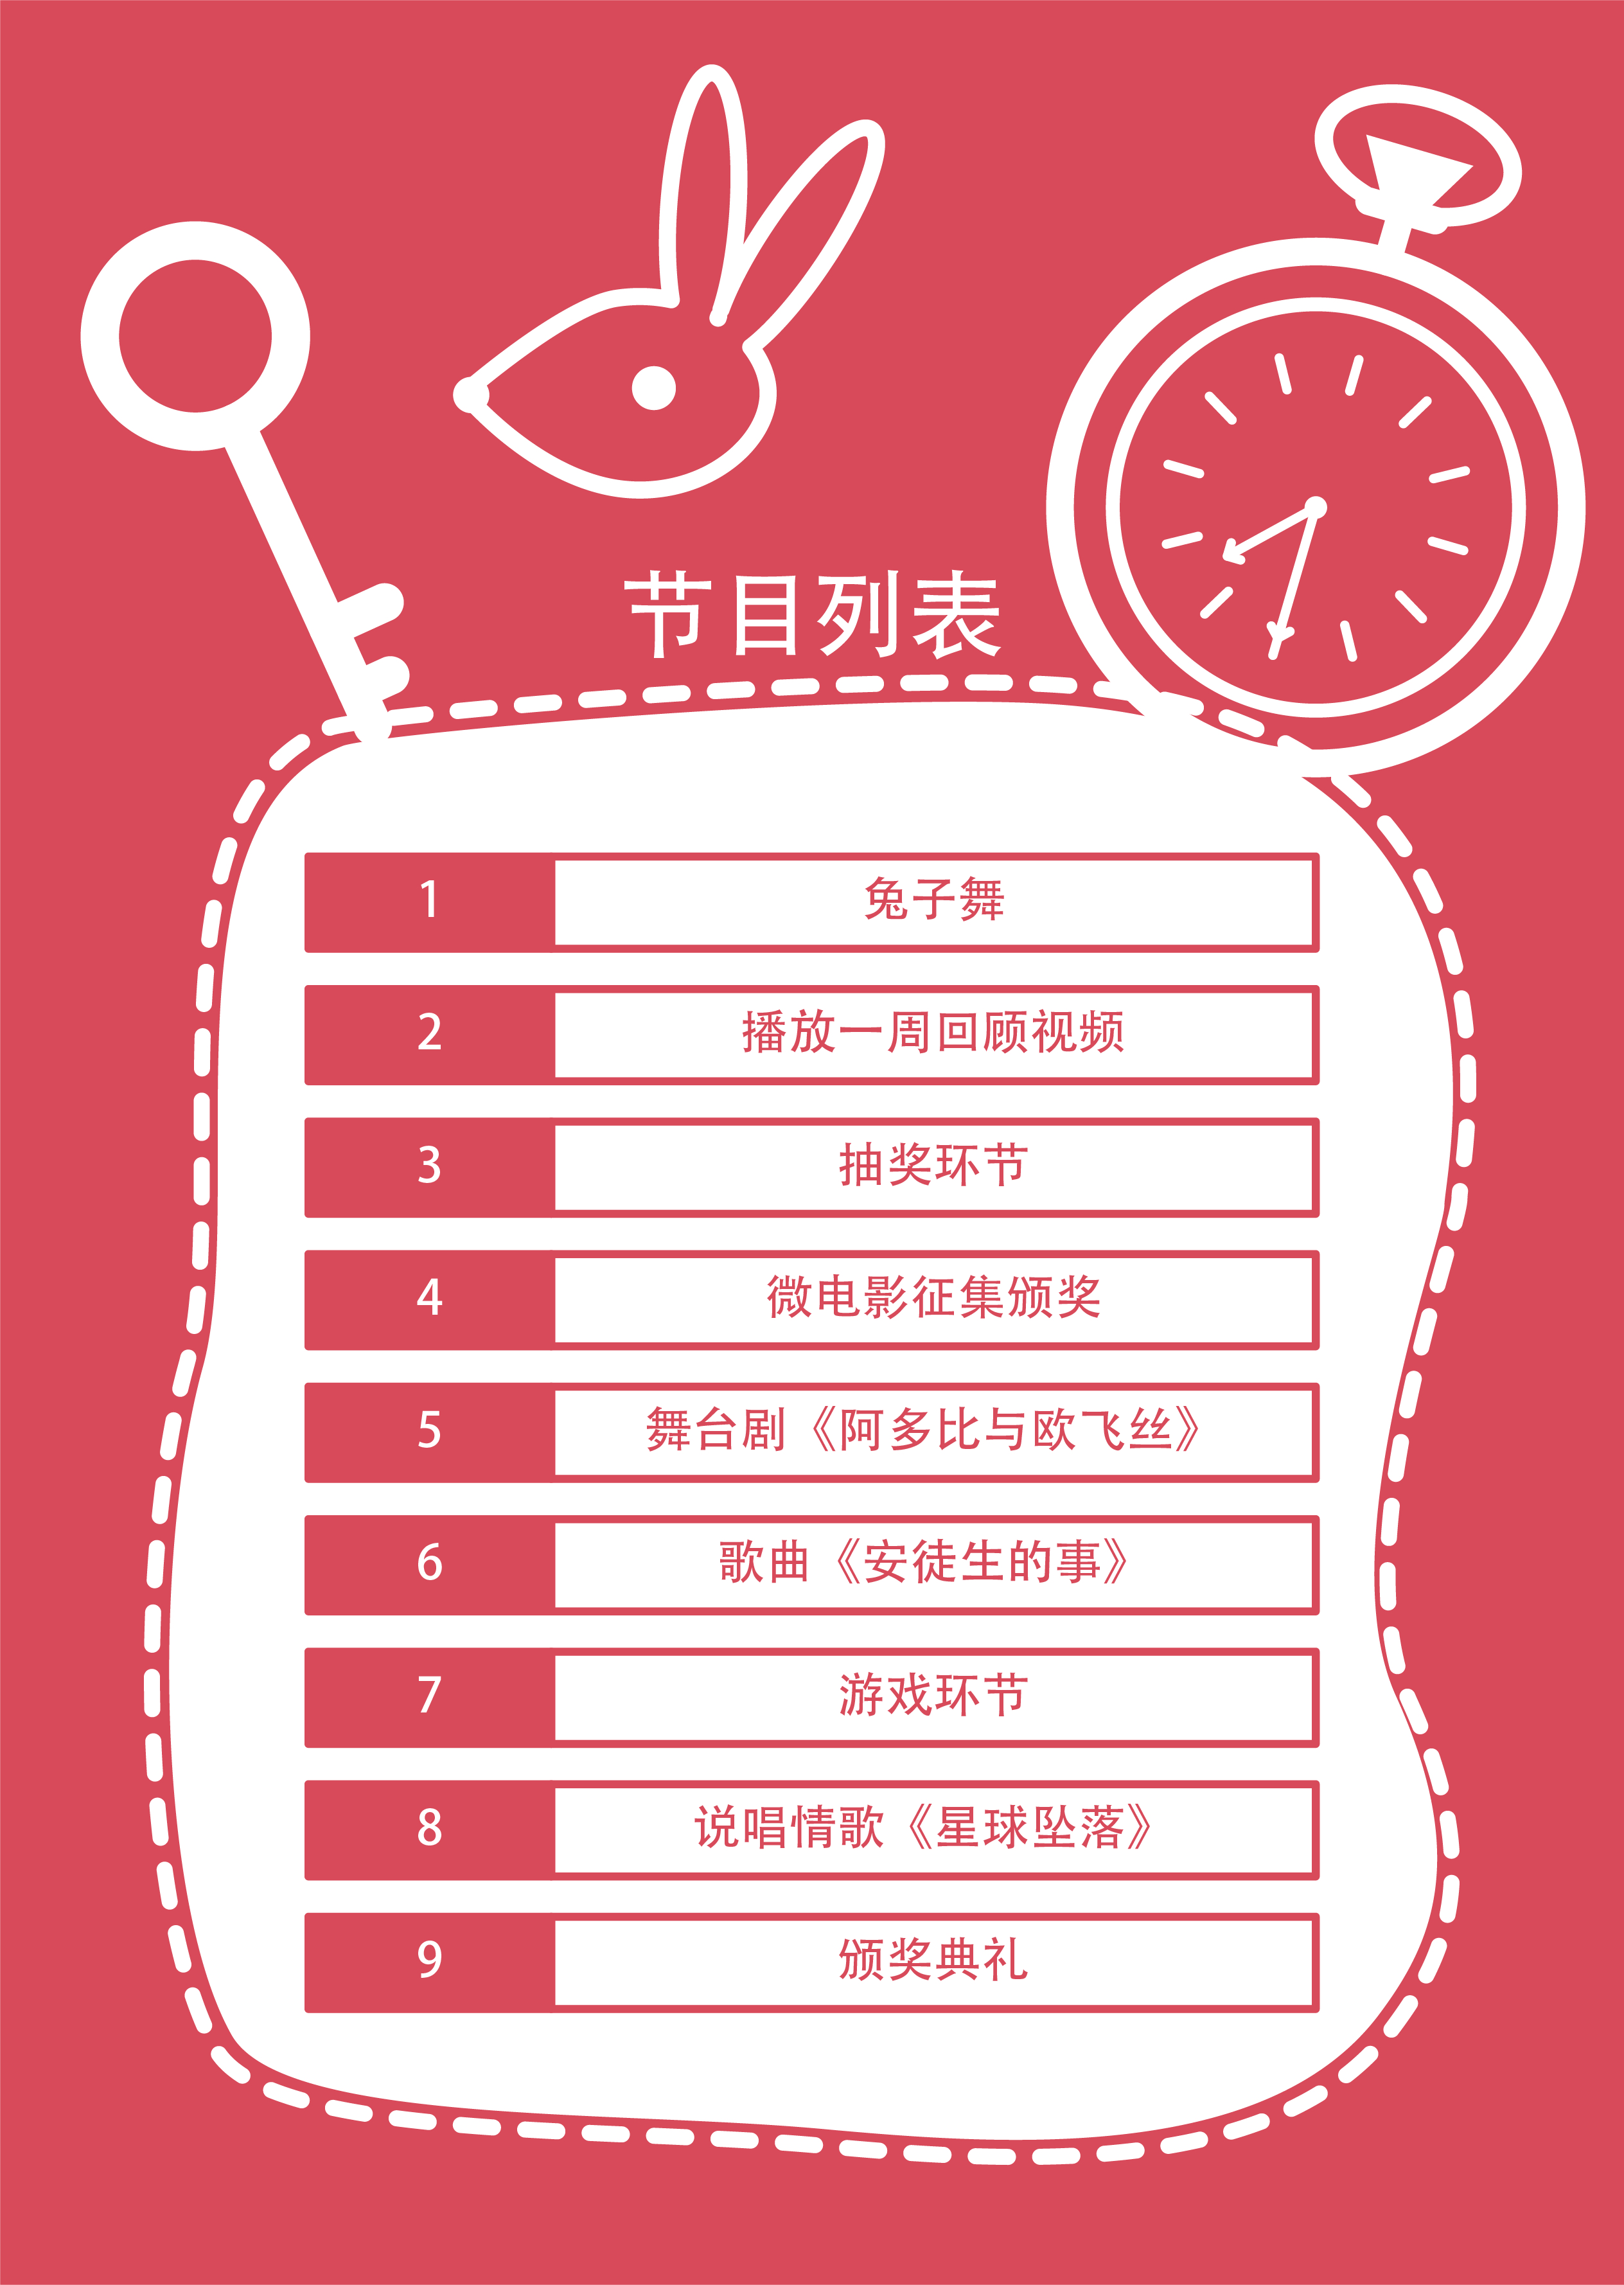 节目列表
1 兔子舞
2 播放一周回顾视频
3 抽奖环节
4 微电影征集颁奖
5 舞台剧《阿多比与欧飞丝》
6 歌曲《安徒生的事》
7 游戏环节
8 说唱情歌《星球坠落》
9 颁奖典礼